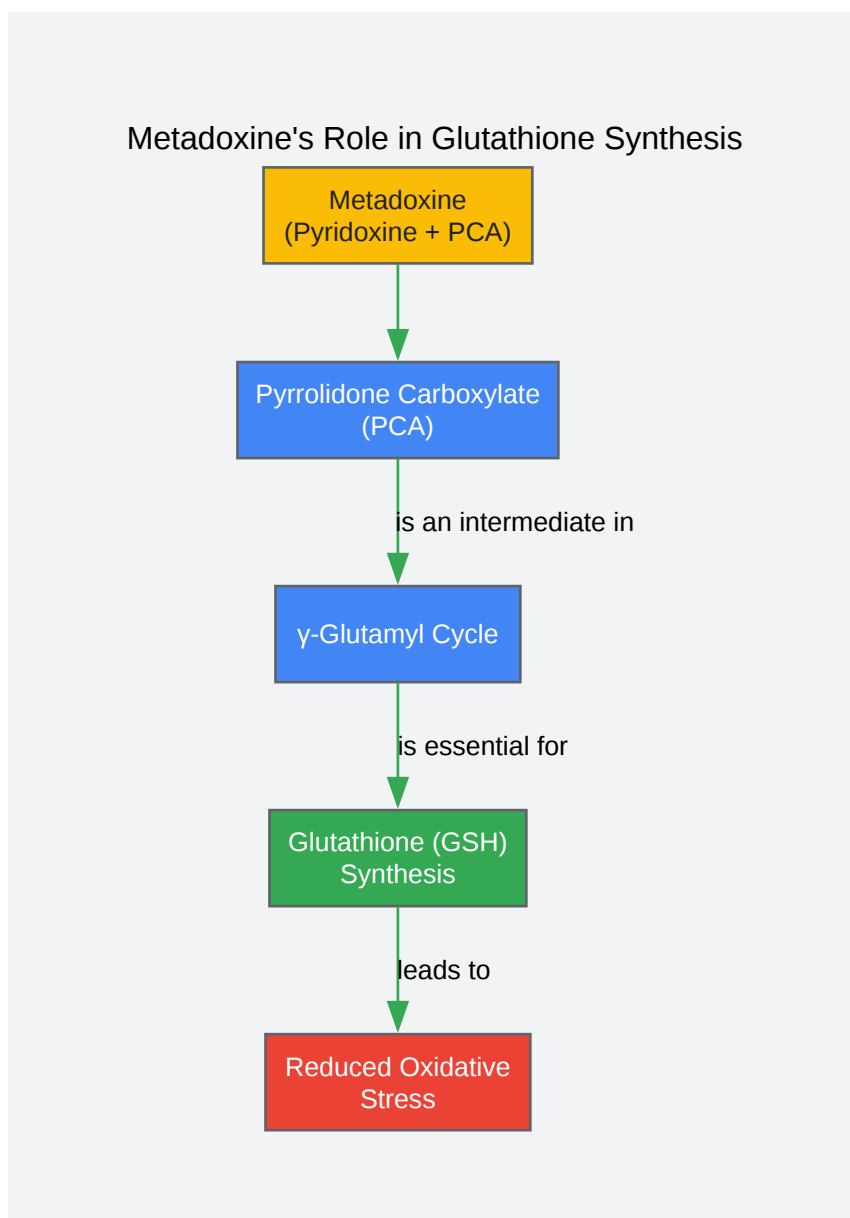 Metadoxine's Role in Glutathione Synthesis
Metadoxine
(Pyridoxine + PCA)
Pyrrolidone Carboxylate
(PCA)
is an intermediate in
γ-Glutamyl Cycle
is essential for
Glutathione (GSH)
Synthesis
leads to
Reduced Oxidative
Stress